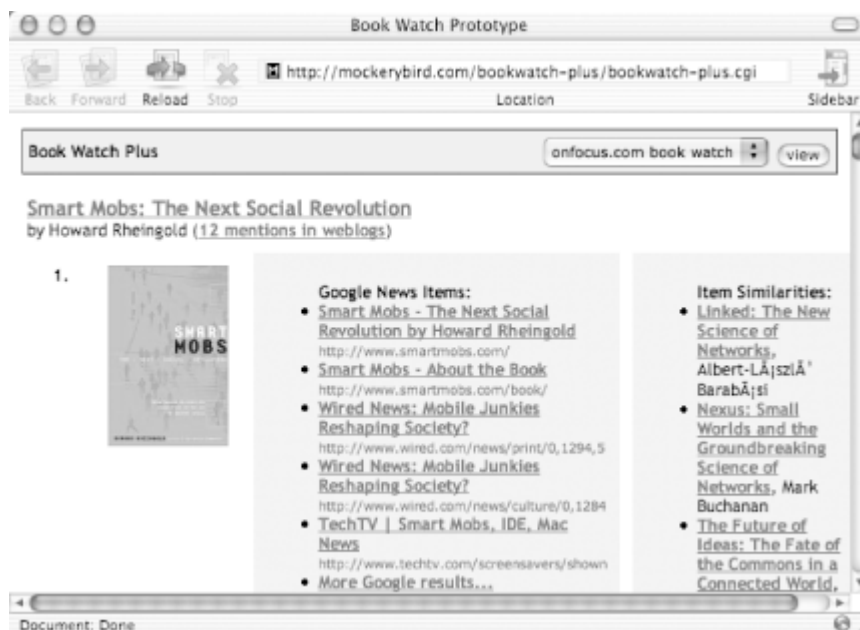 Book Watch Prototype
http://mockerybird.com/bookwatch-plus/bookwatch-plus.cgi
Back Forward Reload Stop Location Sidebar
Book Watch Plus onfocus.com book watch view
Smart Mobs: The Next Social Revolution
by Howard Rheingold (12 mentions in weblogs)
1.
SMART
MOBS
Google News Items:
• Smart Mobs - The Next Social
Revolution by Howard Rheingold
http://www.smartmobs.com/
• Smart Mobs - About the Book
http://www.smartmobs.com/book/
• Wired News: Mobile Junkies
Reshaping Society?
http://www.wired.com/news/print/0,1294,5
• Wired News: Mobile Junkies
Reshaping Society?
http://www.wired.com/news/culture/0,1284
• TechTV | Smart Mobs, IDE, Mac
News
http://www.techtv.com/screensavers/shown
• More Google results...
Item Similarities:
• Linked: The New
Science of
Networks,
Albert-LÃ¡szlÃ³
BarabÃ¡si
• Nexus: Small
Worlds and the
Groundbreaking
Science of
Networks, Mark
Buchanan
• The Future of
Ideas: The Fate of
the Commons in a
Connected World,
Document: Done